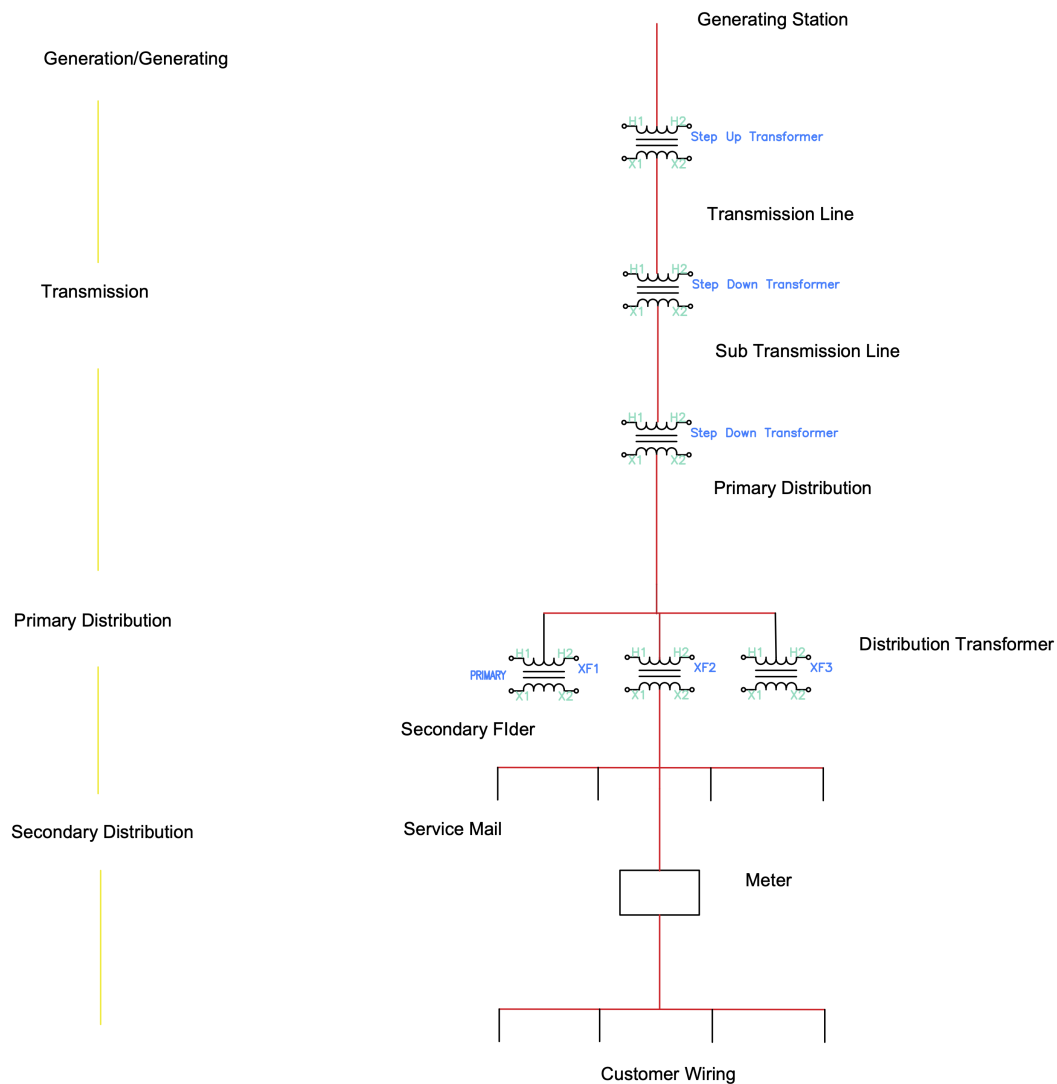 Generating Station
Generation/Generating
H1 H2
Step Up Transformer
X1 X2
Transmission Line
H1 H2
Step Down Transformer
Transmission
X1 X2
Sub Transmission Line
H1 H2
Step Down Transformer
X1 X2
Primary Distribution
Primary Distribution
Distribution Transformer
H1 H2 H1 H2 H1 H2
PRIMARY XF1 XF2 XF3
X1 X2 X1 X2 X1 X2
Secondary Flder
Service Mail
Secondary Distribution
Meter
Customer Wiring